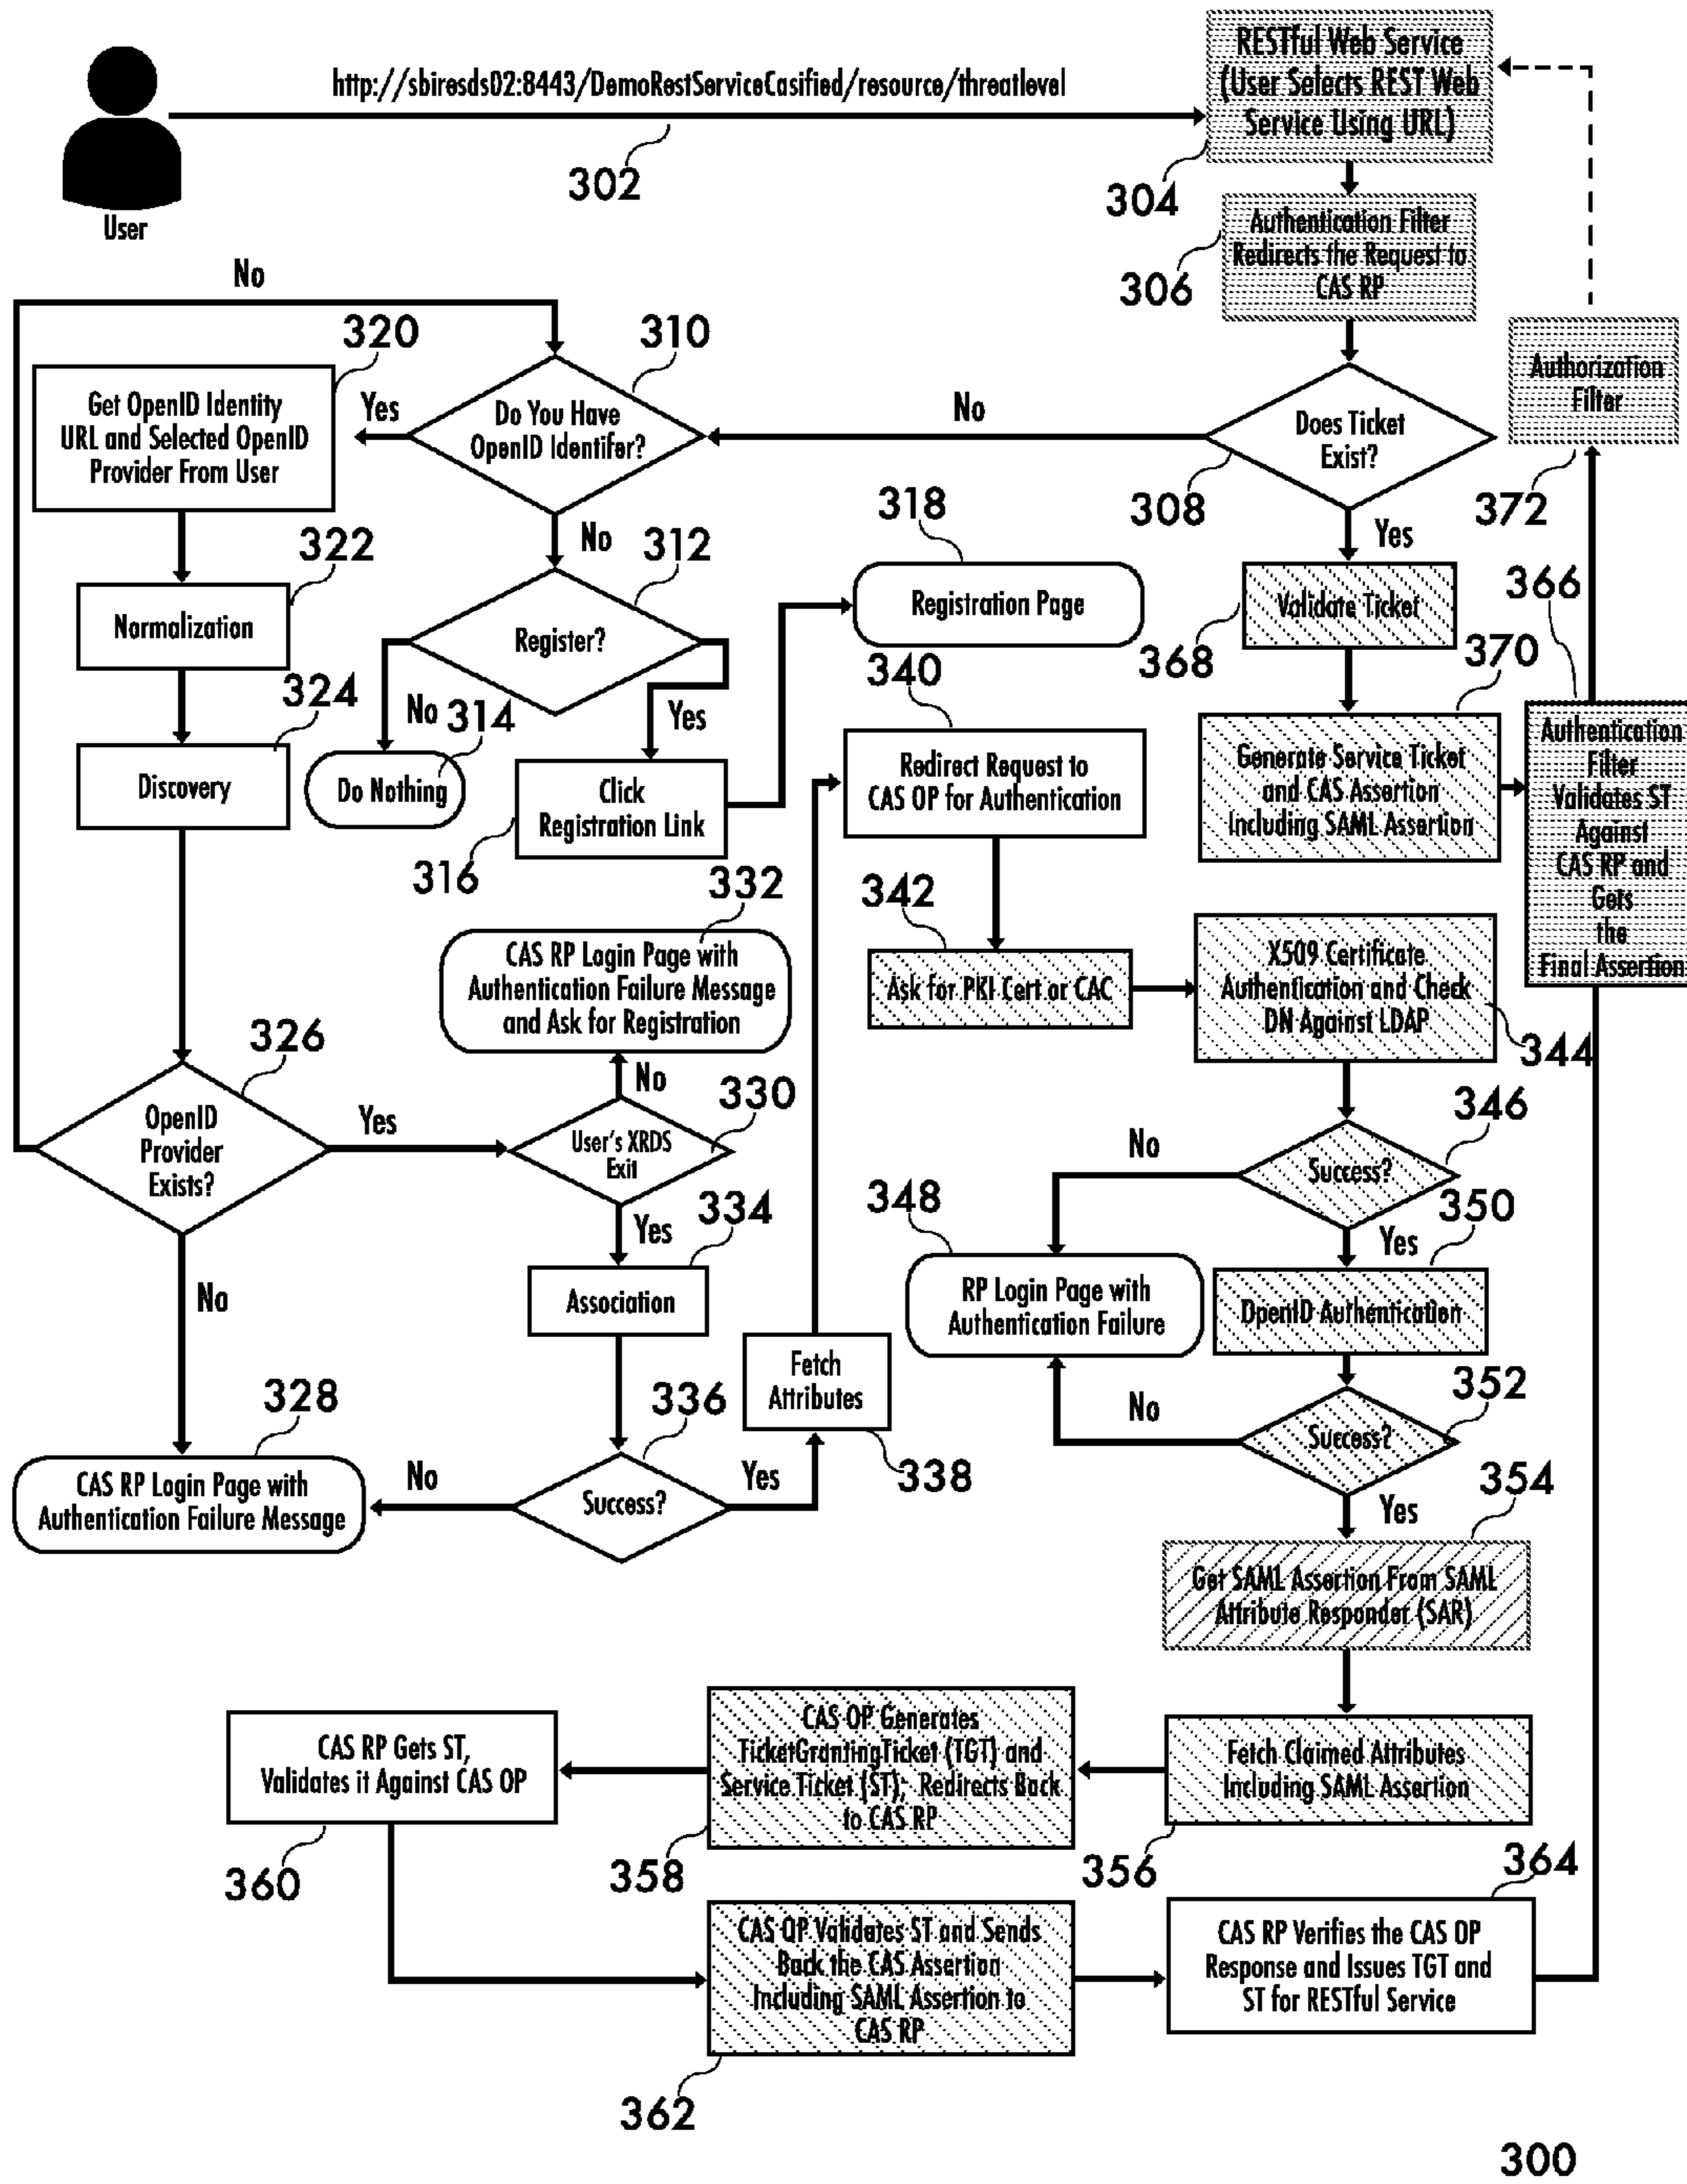 http://sbiresds02:8443/DemoRestServiceCasified/resource/threatlevel
302
User
RESTful Web Service
(User Selects REST Web
Service Using URL)
304
Authentication Filter
Redirects the Request to
CAS RP
306
No
320
Get OpenID Identity
URL and Selected OpenID
Provider From User
Yes
310
Do You Have
OpenID Identifer?
No
Does Ticket
Exist?
308
Authorization
Filter
372
No
Yes
322
Normalization
312
Register?
318
Registration Page
Validate Ticket
368
366
324
Discovery
No
314
Do Nothing
Yes
Click
Registration Link
316
340
Redirect Request to
CAS OP for Authentication
370
Generate Service Ticket
and CAS Assertion
Including SAML Assertion
Authentication
Filter
Validates ST
Against
CAS RP and
Gets
the
Final Assertion
332
CAS RP Login Page with
Authentication Failure Message
and Ask for Registration
342
Ask for PKI Cert or CAC
X509 Certificate
Authentication and Check
DN Against LDAP
344
326
OpenID
Provider
Exists?
Yes
No
330
User's XRDS
Exit
Yes
334
Association
No
346
Success?
348
RP Login Page with
Authentication Failure
Yes
350
OpenID Authentication
No
328
CAS RP Login Page with
Authentication Failure Message
No
336
Success?
Yes
Fetch
Attributes
338
No
352
Success?
Yes
354
Get SAML Assertion From SAML
Attribute Responder (SAR)
CAS RP Gets ST,
Validates it Against CAS OP
360
CAS OP Generates
TicketGrantingTicket (TGT) and
Service Ticket (ST); Redirects Back
to CAS RP
358
Fetch Claimed Attributes
Including SAML Assertion
356
CAS OP Validates ST and Sends
Back the CAS Assertion
Including SAML Assertion to
CAS RP
362
364
CAS RP Verifies the CAS OP
Response and Issues TGT and
ST for RESTful Service
300